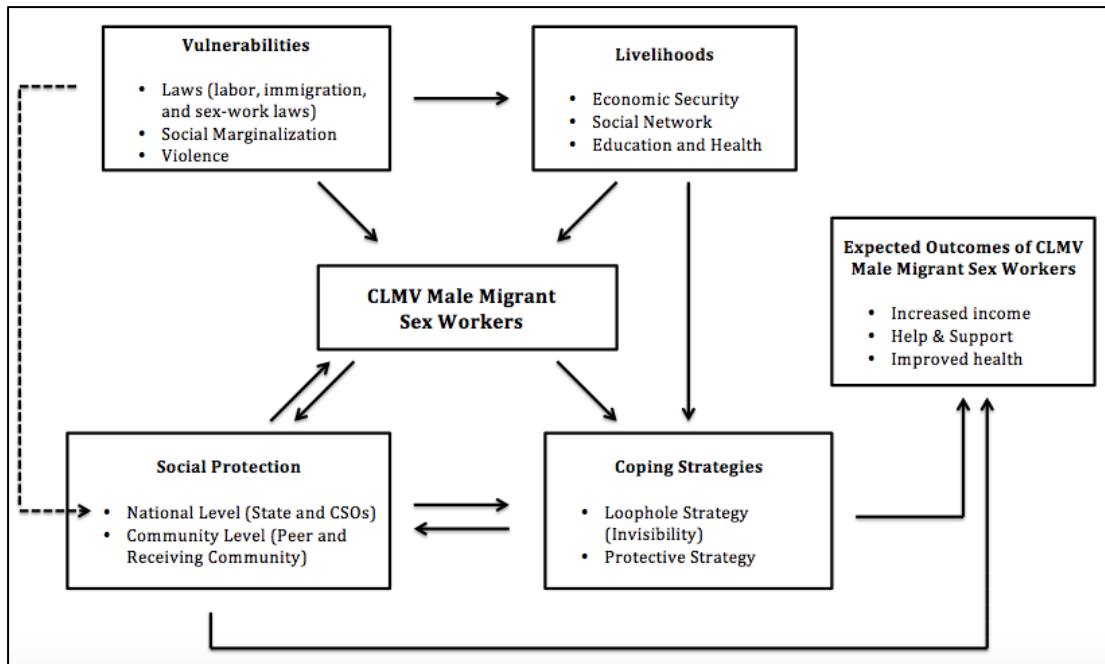 Vulnerabilities
• Laws (labor, immigration,
and sex-work laws)
• Social Marginalization
• Violence
Livelihoods
• Economic Security
• Social Network
• Education and Health
CLMV Male Migrant
Sex Workers
Expected Outcomes of CLMV
Male Migrant Sex Workers
• Increased income
• Help & Support
• Improved health
Social Protection
• National Level (State and CSOs)
• Community Level (Peer and
Receiving Community)
Coping Strategies
• Loophole Strategy
(Invisibility)
• Protective Strategy